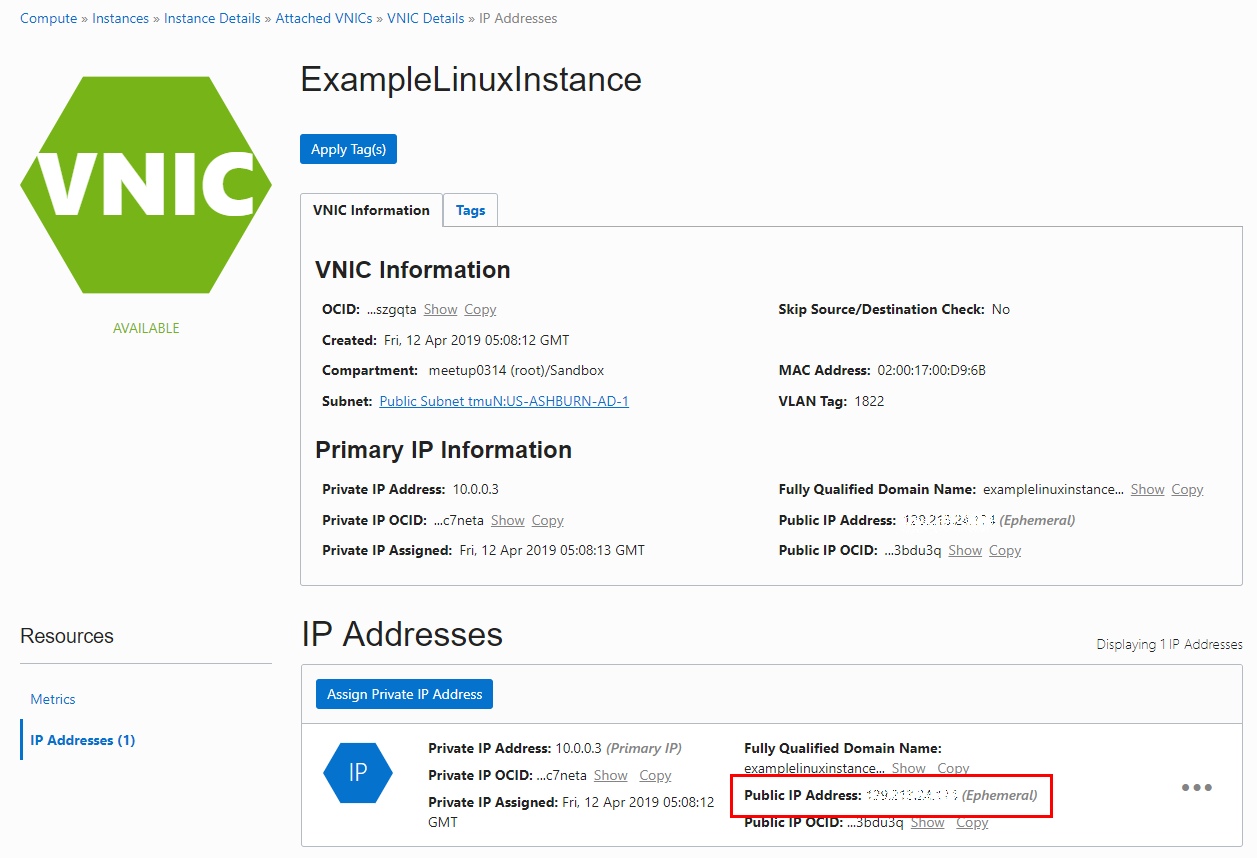 Compute » Instances » Instance Details » Attached VNICs » VNIC Details » IP Addresses
VNIC
AVAILABLE
ExampleLinuxInstance
Apply Tag(s)
VNIC Information Tags
VNIC Information
OCID: ...szgqta Show Copy Skip Source/Destination Check: No
Created: Fri, 12 Apr 2019 05:08:12 GMT
Compartment: meetup0314 (root)/Sandbox MAC Address: 02:00:17:00:D9:6B
Subnet: Public Subnet tmuN:US-ASHBURN-AD-1 VLAN Tag: 1822
Primary IP Information
Private IP Address: 10.0.0.3 Fully Qualified Domain Name: examplelinuxinstance... Show Copy
Private IP OCID: ...c7neta Show Copy Public IP Address: (Ephemeral)
Private IP Assigned: Fri, 12 Apr 2019 05:08:13 GMT Public IP OCID: ...3bdu3q Show Copy
Resources
Metrics
IP Addresses (1)
IP Addresses
Displaying 1 IP Addresses
Assign Private IP Address
IP
Private IP Address: 10.0.0.3 (Primary IP)
Private IP OCID: ...c7neta Show Copy
Private IP Assigned: Fri, 12 Apr 2019 05:08:12
GMT
Fully Qualified Domain Name:
examplelinuxinstance... Show Copy
Public IP Address: (Ephemeral)
Public IP OCID: ...3bdu3q Show Copy